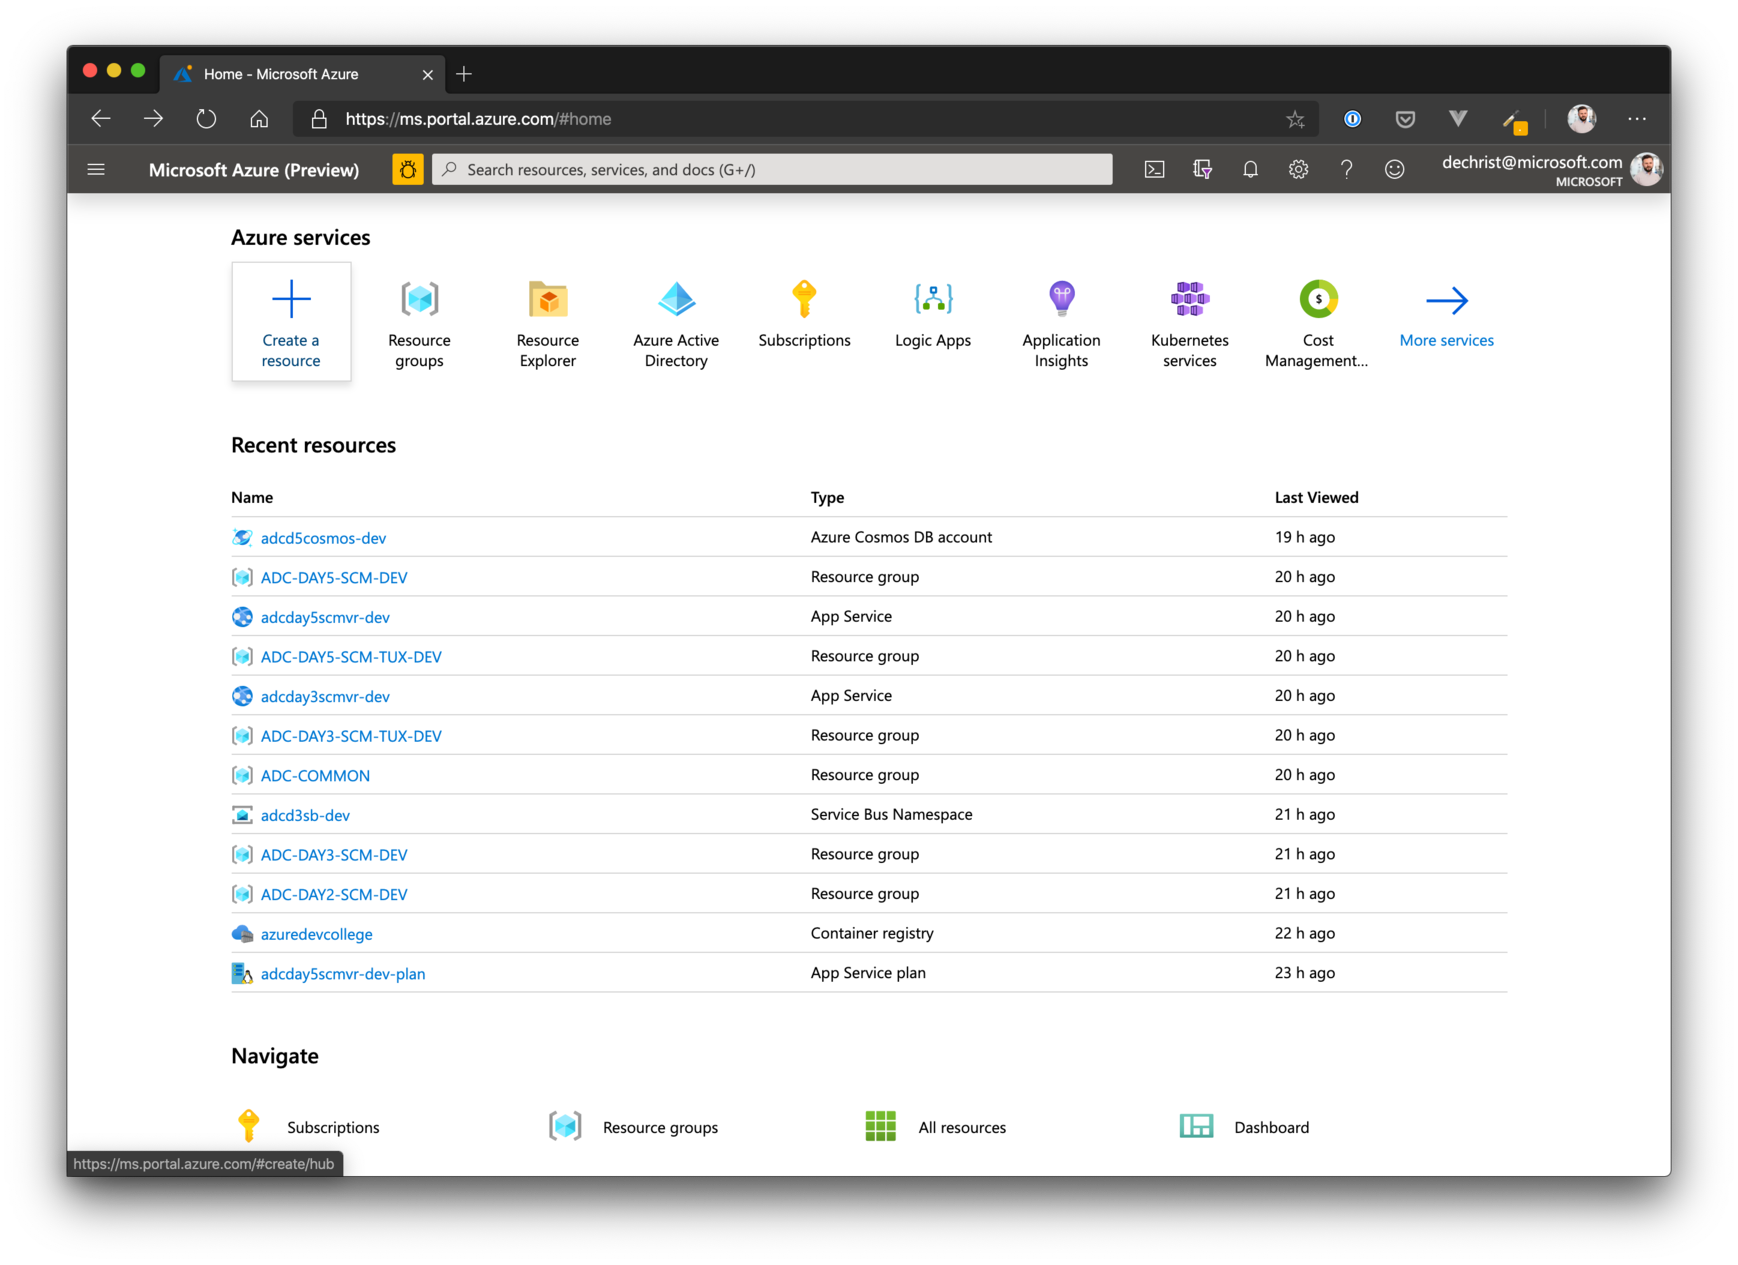 Home - Microsoft Azure
https://ms.portal.azure.com/#home
Microsoft Azure (Preview)
Search resources, services, and docs (G+/)
dechrist@microsoft.com
MICROSOFT
Azure services
Create a
resource
Resource
groups
Resource
Explorer
Azure Active
Directory
Subscriptions
Logic Apps
Application
Insights
Kubernetes
services
Cost
Management...
More services
Recent resources
Name Type Last Viewed
adcd5cosmos-dev Azure Cosmos DB account 19 h ago
ADC-DAY5-SCM-DEV Resource group 20 h ago
adcday5scmvr-dev App Service 20 h ago
ADC-DAY5-SCM-TUX-DEV Resource group 20 h ago
adcday3scmvr-dev App Service 20 h ago
ADC-DAY3-SCM-TUX-DEV Resource group 20 h ago
ADC-COMMON Resource group 20 h ago
adcd3sb-dev Service Bus Namespace 21 h ago
ADC-DAY3-SCM-DEV Resource group 21 h ago
ADC-DAY2-SCM-DEV Resource group 21 h ago
azuredevcollege Container registry 22 h ago
adcday5scmvr-dev-plan App Service plan 23 h ago
Navigate
Subscriptions Resource groups All resources Dashboard
https://ms.portal.azure.com/#create/hub